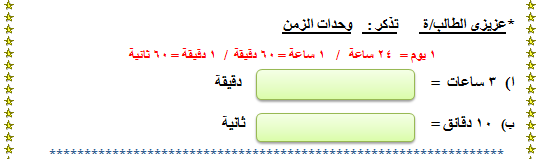 *عزيزى الطالب/ة تذكر : وحدات الزمن
١ يوم = ٢٤ ساعة / ١ ساعة = ٦٠ دقيقة / ١ دقيقة = ٦٠ ثانية
ا) ٣ ساعات = دقيقة
ب) ١٠ دقائق = ثانية